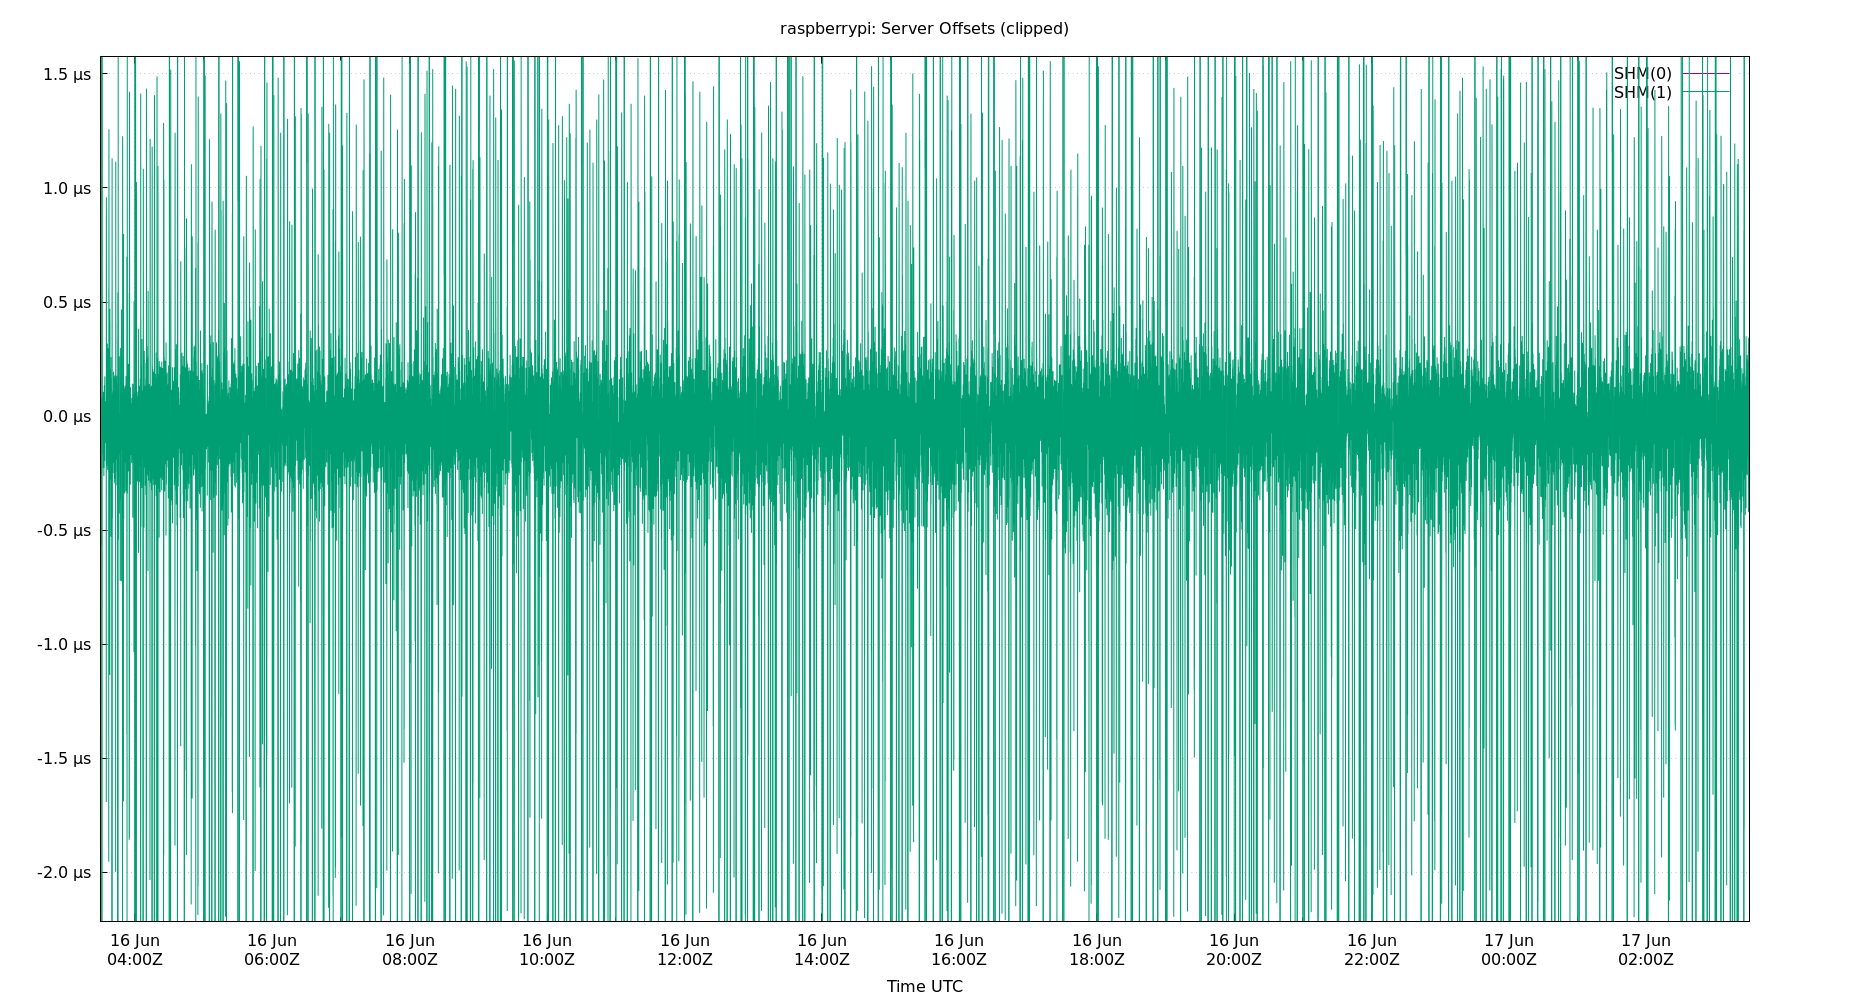 raspberrypi: Server Offsets (clipped)
SHM(0)
SHM(1)
1.5 µs
1.0 µs
0.5 µs
0.0 µs
-0.5 µs
-1.0 µs
-1.5 µs
-2.0 µs
16 Jun 16 Jun 16 Jun 16 Jun 16 Jun 16 Jun 16 Jun 16 Jun 16 Jun 16 Jun 17 Jun 17 Jun
04:00Z 06:00Z 08:00Z 10:00Z 12:00Z 14:00Z 16:00Z 18:00Z 20:00Z 22:00Z 00:00Z 02:00Z
Time UTC